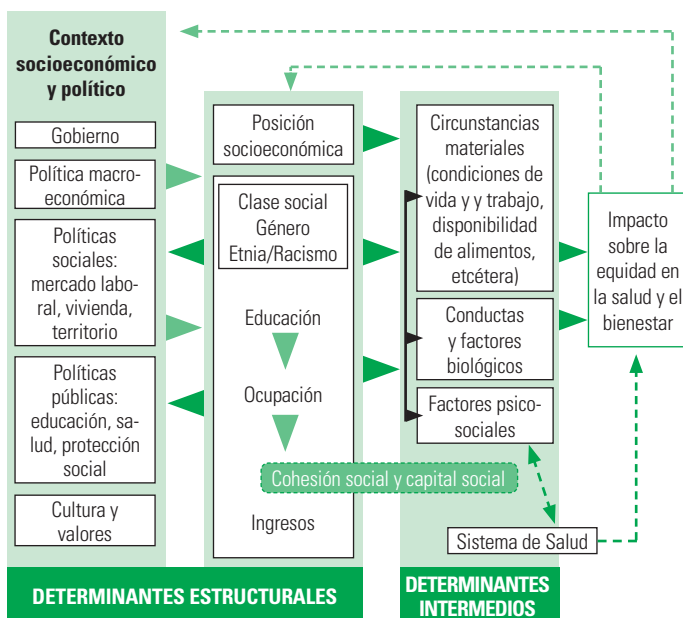 Contexto
socioeconómico
y político
Gobierno
Política macro-
económica
Políticas
sociales:
mercado labo-
ral, vivienda,
territorio
Políticas
públicas:
educación, sa-
lud, protección
social
Cultura y
valores
Posición
socioeconómica
Clase social
Género
Etnia/Racismo
Educación
Ocupación
Cohesión social y capital social
Ingresos
Circunstancias
materiales
(condiciones de
vida y y trabajo,
disponibilidad
de alimentos,
etcétera)
Conductas
y factores
biológicos
Factores psico-
sociales
Sistema de Salud
Impacto
sobre la
equidad en
la salud y el
bienestar
DETERMINANTES ESTRUCTURALES
DETERMINANTES
INTERMEDIOS